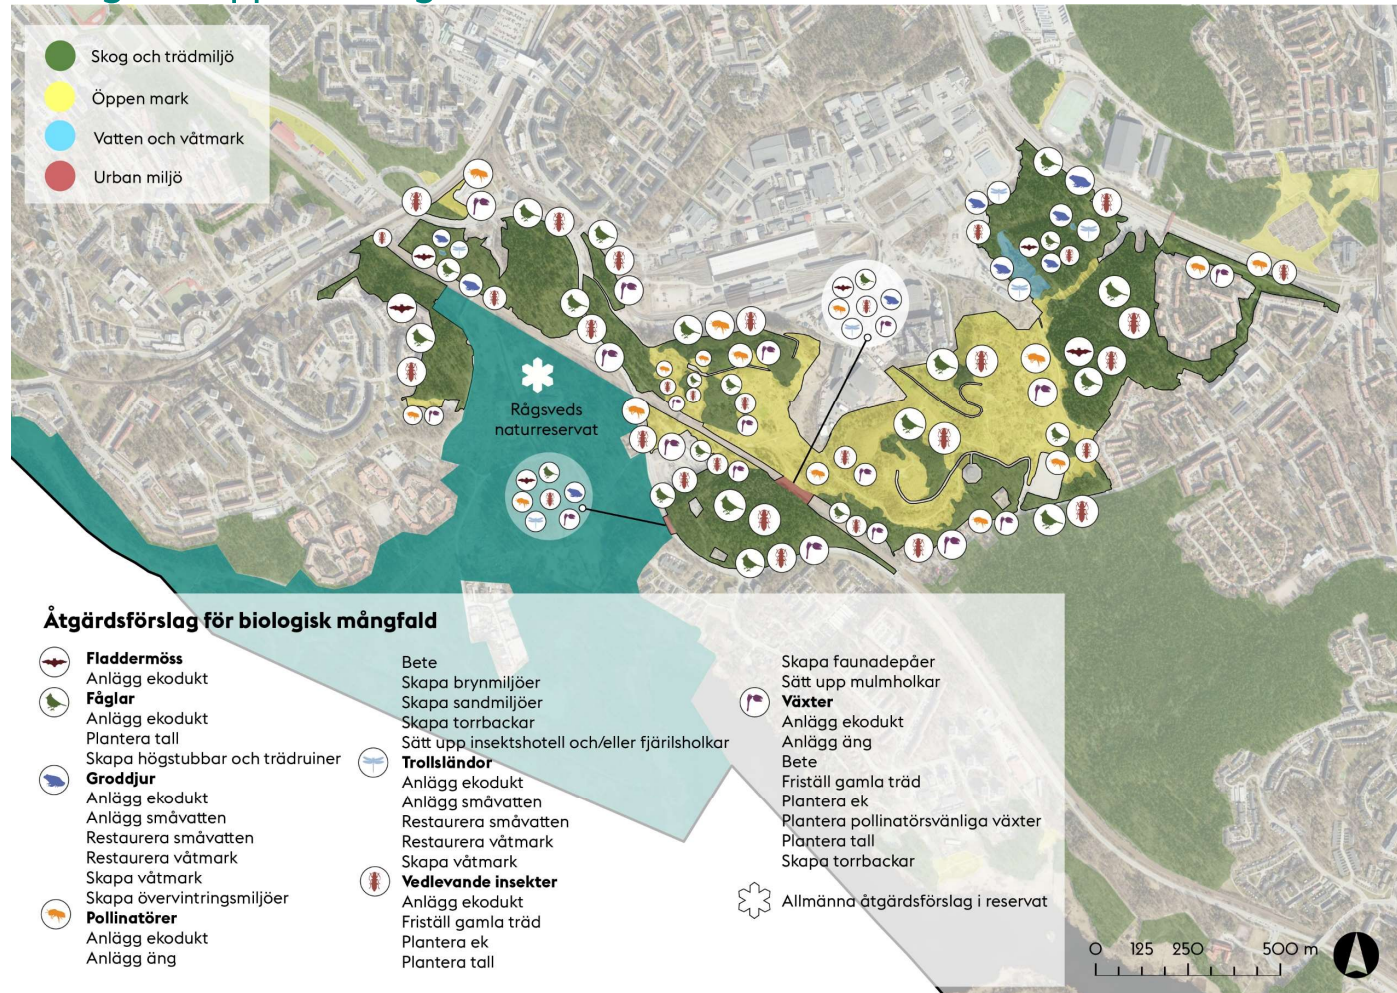 Skog och trädmiljö
Öppen mark
Vatten och våtmark
Urban miljö
Rågsveds
naturreservat
Åtgärdsförslag för biologisk mångfald
Fladdermöss
Anlägg ekodukt
Fåglar
Anlägg ekodukt
Plantera tall
Skapa högstubbar och trädruiner
Groddjur
Anlägg ekodukt
Anlägg småvatten
Restaurera småvatten
Restaurera våtmark
Skapa våtmark
Skapa övervintringsmiljöer
Pollinatörer
Anlägg ekodukt
Anlägg äng
Bete
Skapa brynmiljöer
Skapa sandmiljöer
Skapa torrbackar
Sätt upp insektshotell och/eller fjärilsholkar
Trollsländor
Anlägg ekodukt
Anlägg småvatten
Restaurera småvatten
Restaurera våtmark
Skapa våtmark
Vedlevande insekter
Anlägg ekodukt
Friställ gamla träd
Plantera ek
Plantera tall
Skapa faunadepåer
Sätt upp mulmholkar
Växter
Anlägg ekodukt
Anlägg äng
Bete
Friställ gamla träd
Plantera ek
Plantera pollinatörsvänliga växter
Plantera tall
Skapa torrbackar
Allmänna åtgärdsförslag i reservat
0 125 250 500 m